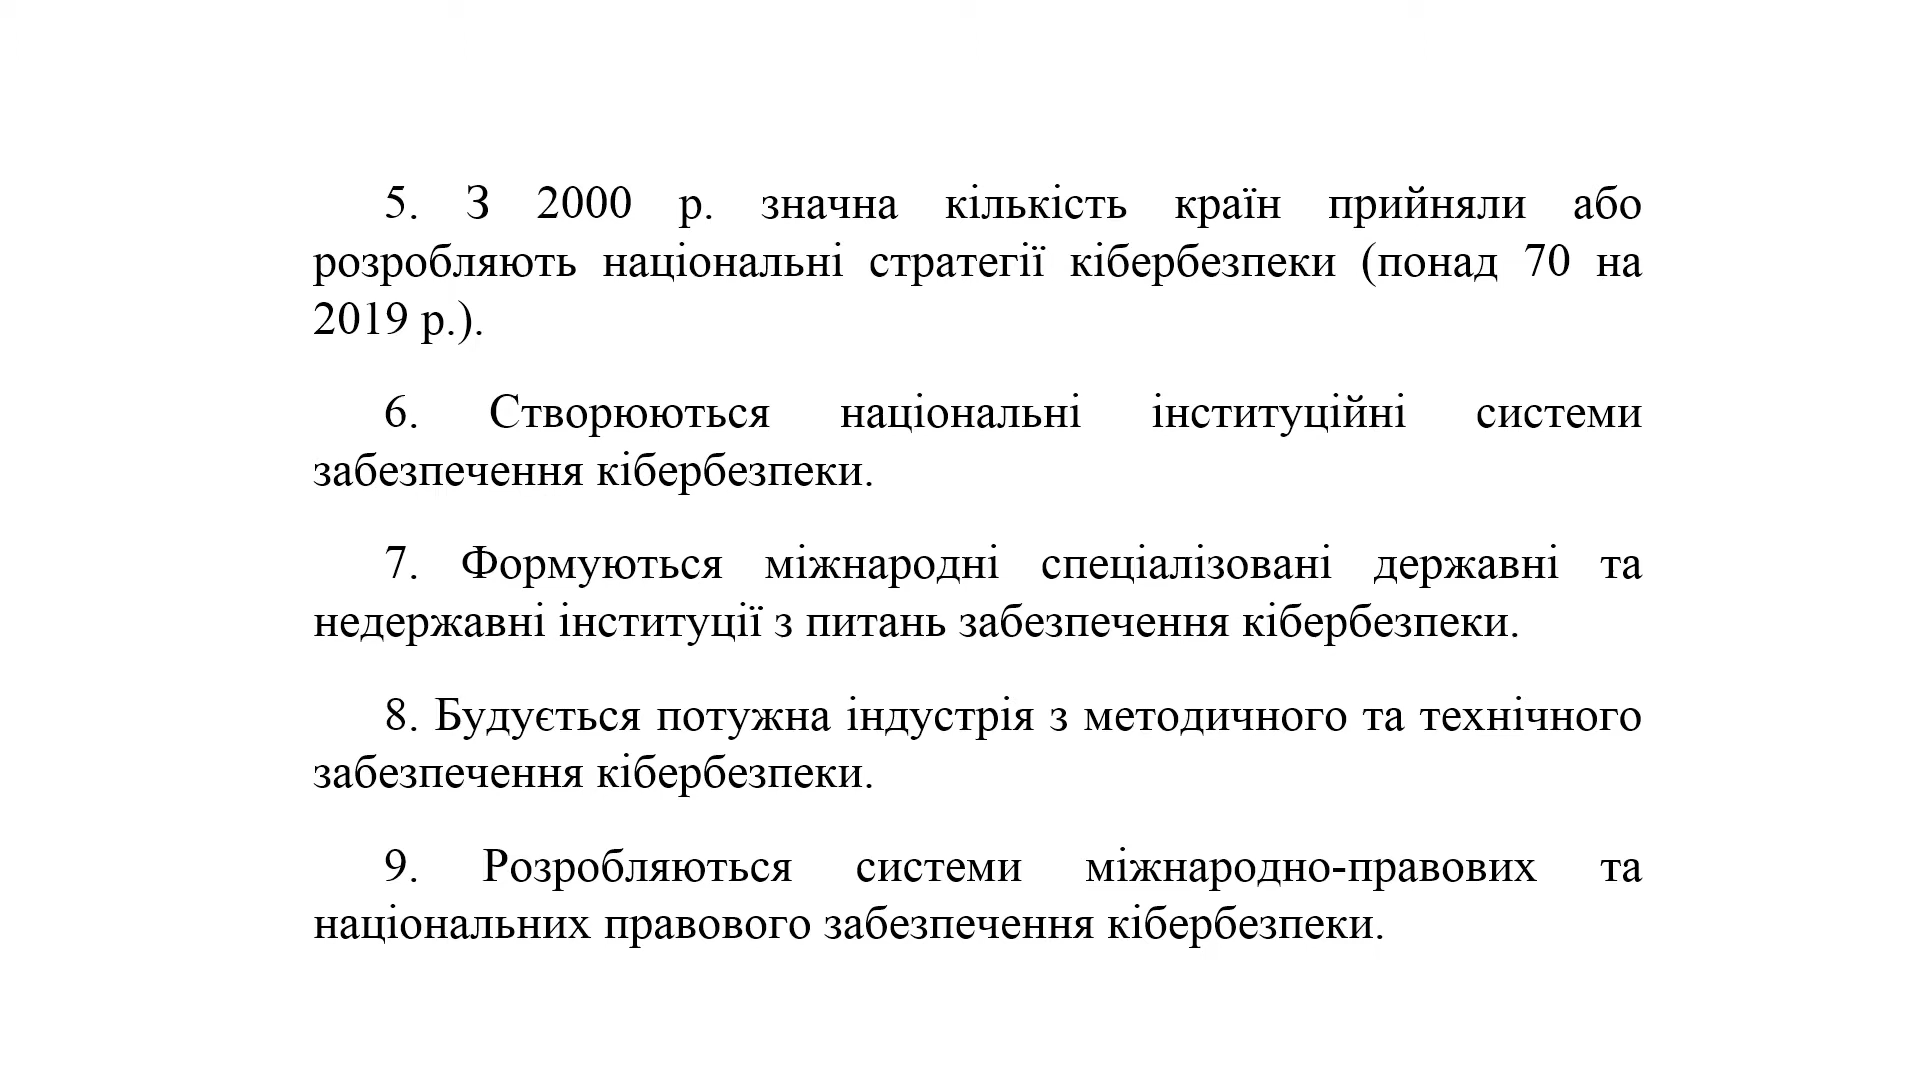 5. З 2000 р. значна кількість країн прийняли або
розробляють національні стратегії кібербезпеки (понад 70 на
2019 р.).
6. Створюються національні інституційні системи
забезпечення кібербезпеки.
7. Формуються міжнародні спеціалізовані державні та
недержавні інституції з питань забезпечення кібербезпеки.
8. Будується потужна індустрія з методичного та технічного
забезпечення кібербезпеки.
9. Розробляються системи міжнародно-правових та
національних правового забезпечення кібербезпеки.